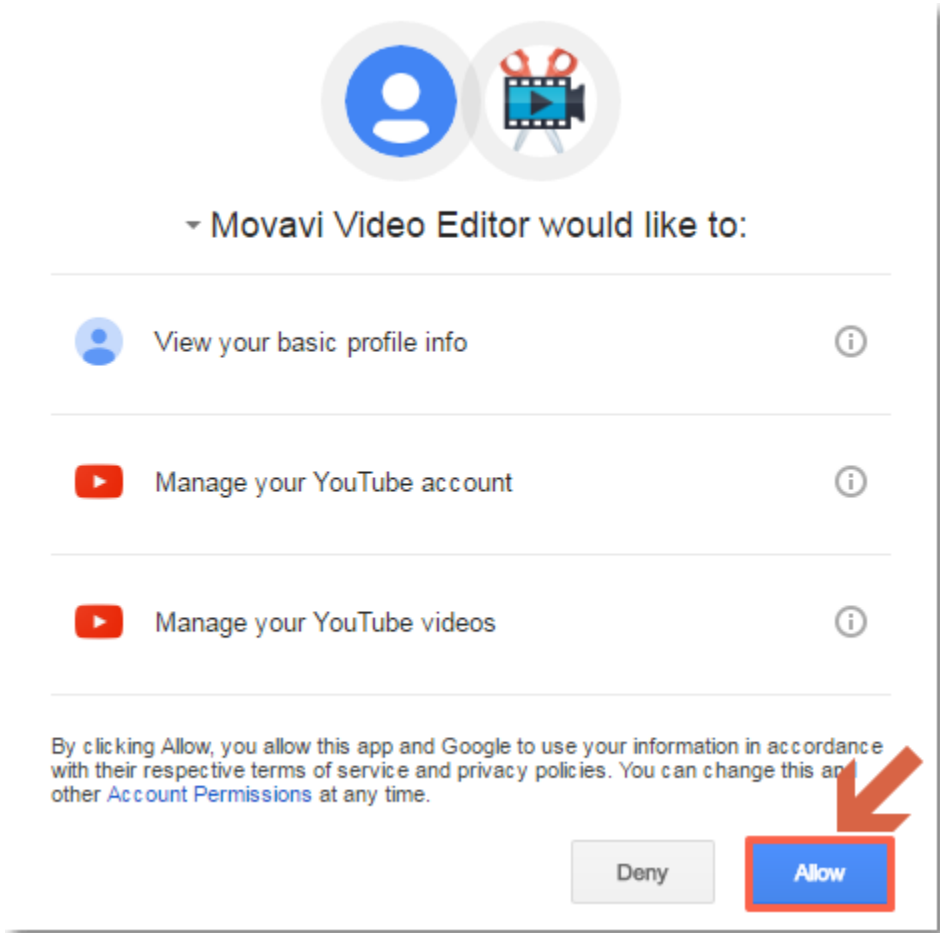 Movavi Video Editor would like to:
View your basic profile info
Manage your YouTube account
Manage your YouTube videos
By clicking Allow, you allow this app and Google to use your information in accordance
with their respective terms of service and privacy policies. You can change this and
other Account Permissions at any time.
Deny
Allow